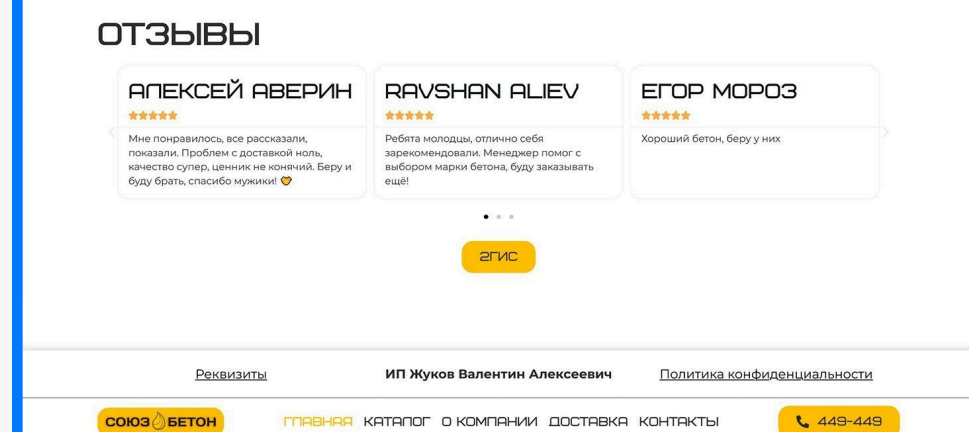 ОТЗЫВЫ
АЛЕКСЕЙ АВЕРИН
Мне понравилось, все рассказали,
показали. Проблем с доставкой ноль,
качество супер, ценник не конячий. Беру и
буду брать, спасибо мужики! 🤝
RAVSHAN ALIEV
Ребята молодцы, отлично себя
зарекомендовали. Менеджер помог с
выбором марки бетона, буду заказывать
ещё!
ЕГОР МОРОЗ
Хороший бетон, беру у них
2ГИС
Реквизиты
ИП Жуков Валентин Алексеевич
Политика конфиденциальности
СОЮЗ БЕТОН
ГЛАВНАЯ КАТАЛОГ О КОМПАНИИ ДОСТАВКА КОНТАКТЫ
449-449